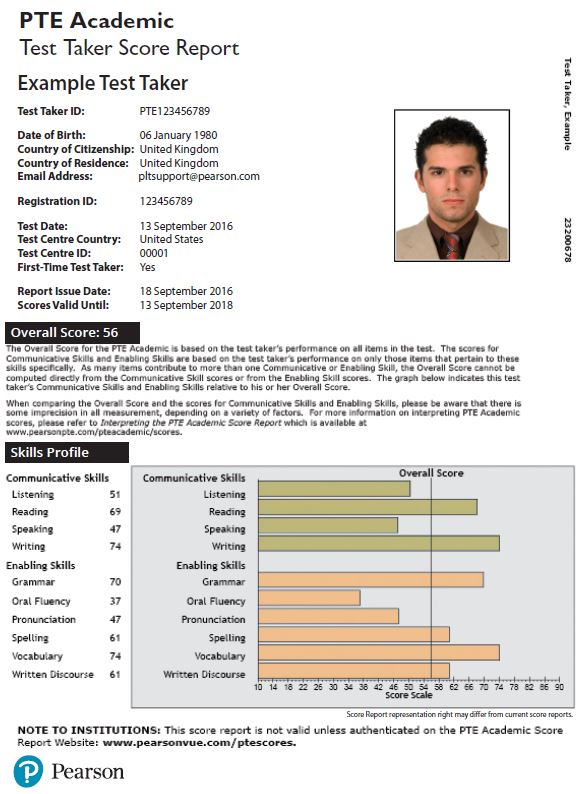 PTE Academic
Test Taker Score Report
Example Test Taker
Test Taker ID: PTE123456789
Date of Birth: 06 January 1980
Country of Citizenship: United Kingdom
Country of Residence: United Kingdom
Email Address: pltsupport@pearson.com
Registration ID: 123456789
Test Date: 13 September 2016
Test Centre Country: United States
Test Centre ID: 00001
First-Time Test Taker: Yes
Report Issue Date: 18 September 2016
Scores Valid Until: 13 September 2018
Test Taker, Example
23200678
Overall Score: 56
The Overall Score for the PTE Academic is based on the test taker's performance on all items in the test. The scores for
Communicative Skills and Enabling Skills are based on the test taker's performance on only those items that pertain to these
skills specifically. As many items contribute to more than one Communicative or Enabling Skill, the Overall Score cannot be
computed directly from the Communicative Skill scores or from the Enabling Skill scores. The graph below indicates this test
taker's Communicative Skills and Enabling Skills relative to his or her Overall Score.
When comparing the Overall Score and the scores for Communicative Skills and Enabling Skills, please be aware that there is
some imprecision in all measurement, depending on a variety of factors. For more information on interpreting PTE Academic
scores, please refer to Interpreting the PTE Academic Score Report which is available at
www.pearsonpte.com/pteacademic/scores.
Skills Profile
Communicative Skills
Listening 51
Reading 69
Speaking 47
Writing 74
Enabling Skills
Grammar 70
Oral Fluency 37
Pronunciation 47
Spelling 61
Vocabulary 74
Written Discourse 61
Overall Score
Communicative Skills
Listening
Reading
Speaking
Writing
Enabling Skills
Grammar
Oral Fluency
Pronunciation
Spelling
Vocabulary
Written Discourse
10 14 18 22 26 30 34 38 42 46 50 54 58 62 66 70 74 78 82 86 90
Score Scale
Score Report representation right may differ from current score reports.
NOTE TO INSTITUTIONS: This score report is not valid unless authenticated on the PTE Academic Score
Report Website: www.pearsonvue.com/ptescores.
Pearson